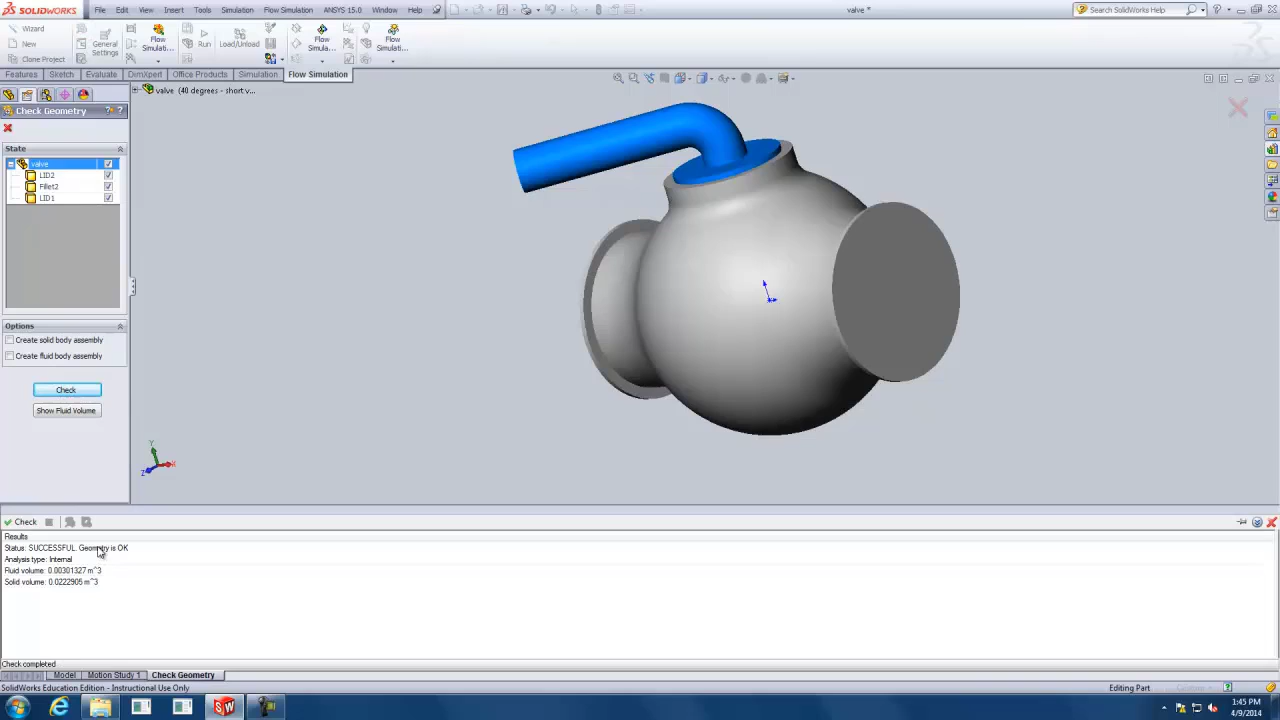 SOLIDWORKS File Edit View Insert Tools Simulation Flow Simulation ANSYS 15.0 Window Help valve * Search SolidWorks Help
Wizard
New
Clone Project
General Settings
Flow Simulati...
Run
Load/Unload
Flow Simula...
Flow Simulati...
Features Sketch Evaluate DimXpert Office Products Simulation Flow Simulation
valve (40 degrees - short v...
Check Geometry
State
valve
LID2
Fillet2
LID1
Options
Create solid body assembly
Create fluid body assembly
Check
Show Fluid Volume
Y
Z X
Check
Results
Status: SUCCESSFUL. Geometry is OK
Analysis type: Internal
Fluid volume: 0.00301327 m^3
Solid volume: 0.0222905 m^3
Check completed
Model Motion Study 1 Check Geometry
SolidWorks Education Edition - Instructional Use Only Editing Part
1:45 PM
4/9/2014